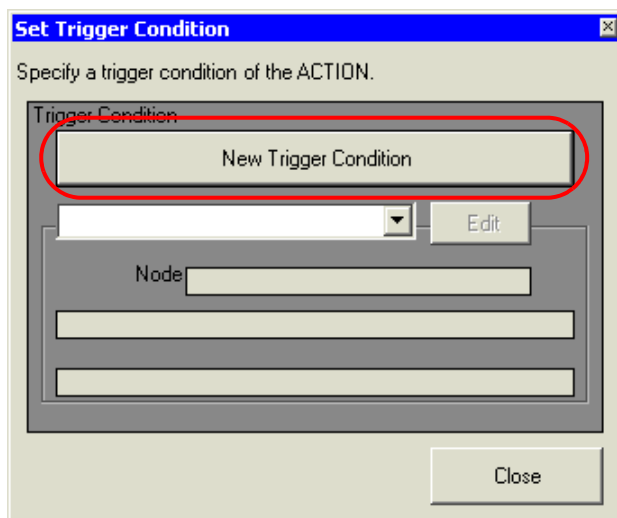 Set Trigger Condition
Specify a trigger condition of the ACTION.
Trigger Condition
New Trigger Condition
Edit
Node
Close